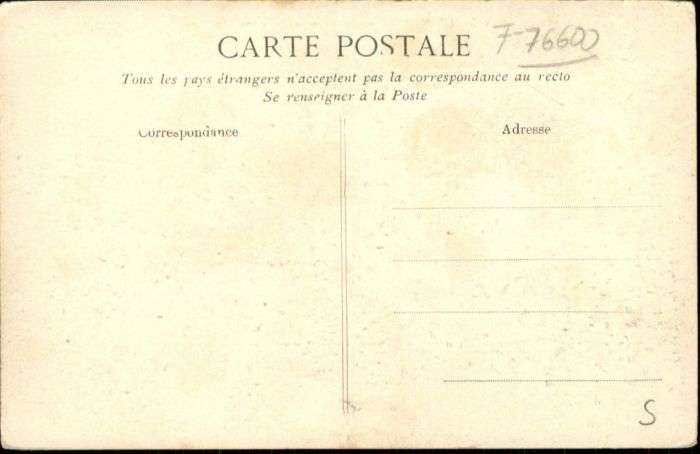 CARTE POSTALE
F-76600
Tous les pays étrangers n'acceptent pas la correspondance au recto
Se renseigner à la Poste
Correspondance
Adresse
S